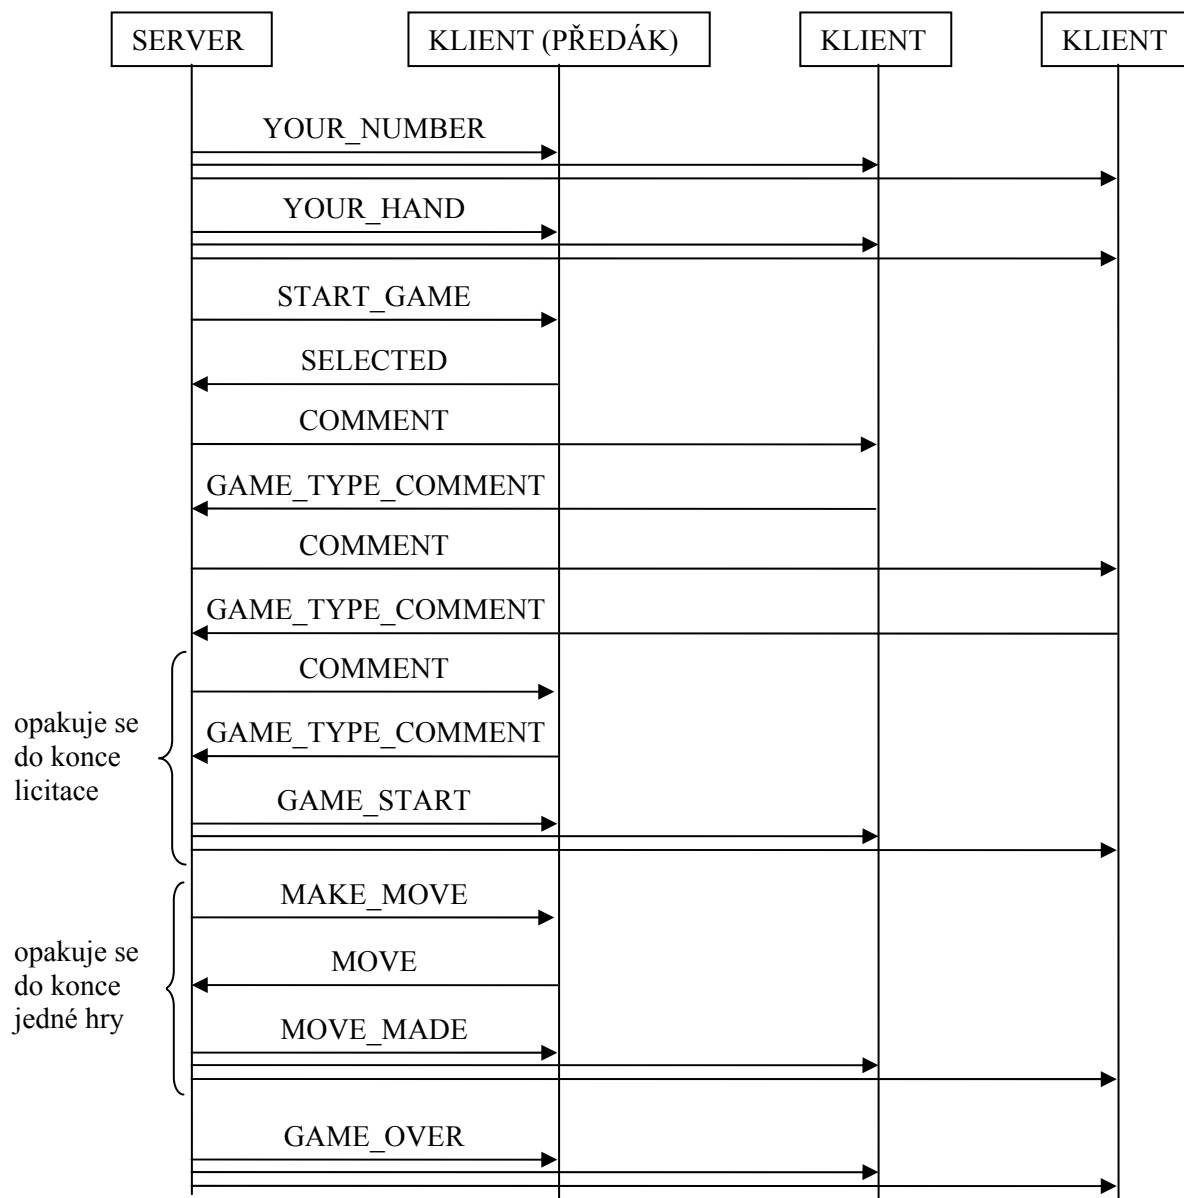 SERVER
KLIENT (PŘEDÁK)
KLIENT
KLIENT
YOUR_NUMBER
YOUR_HAND
START_GAME
SELECTED
COMMENT
GAME_TYPE_COMMENT
COMMENT
GAME_TYPE_COMMENT
COMMENT
opakuje se
do konce
licitace
GAME_TYPE_COMMENT
GAME_START
MAKE_MOVE
opakuje se
do konce
jedné hry
MOVE
MOVE_MADE
GAME_OVER